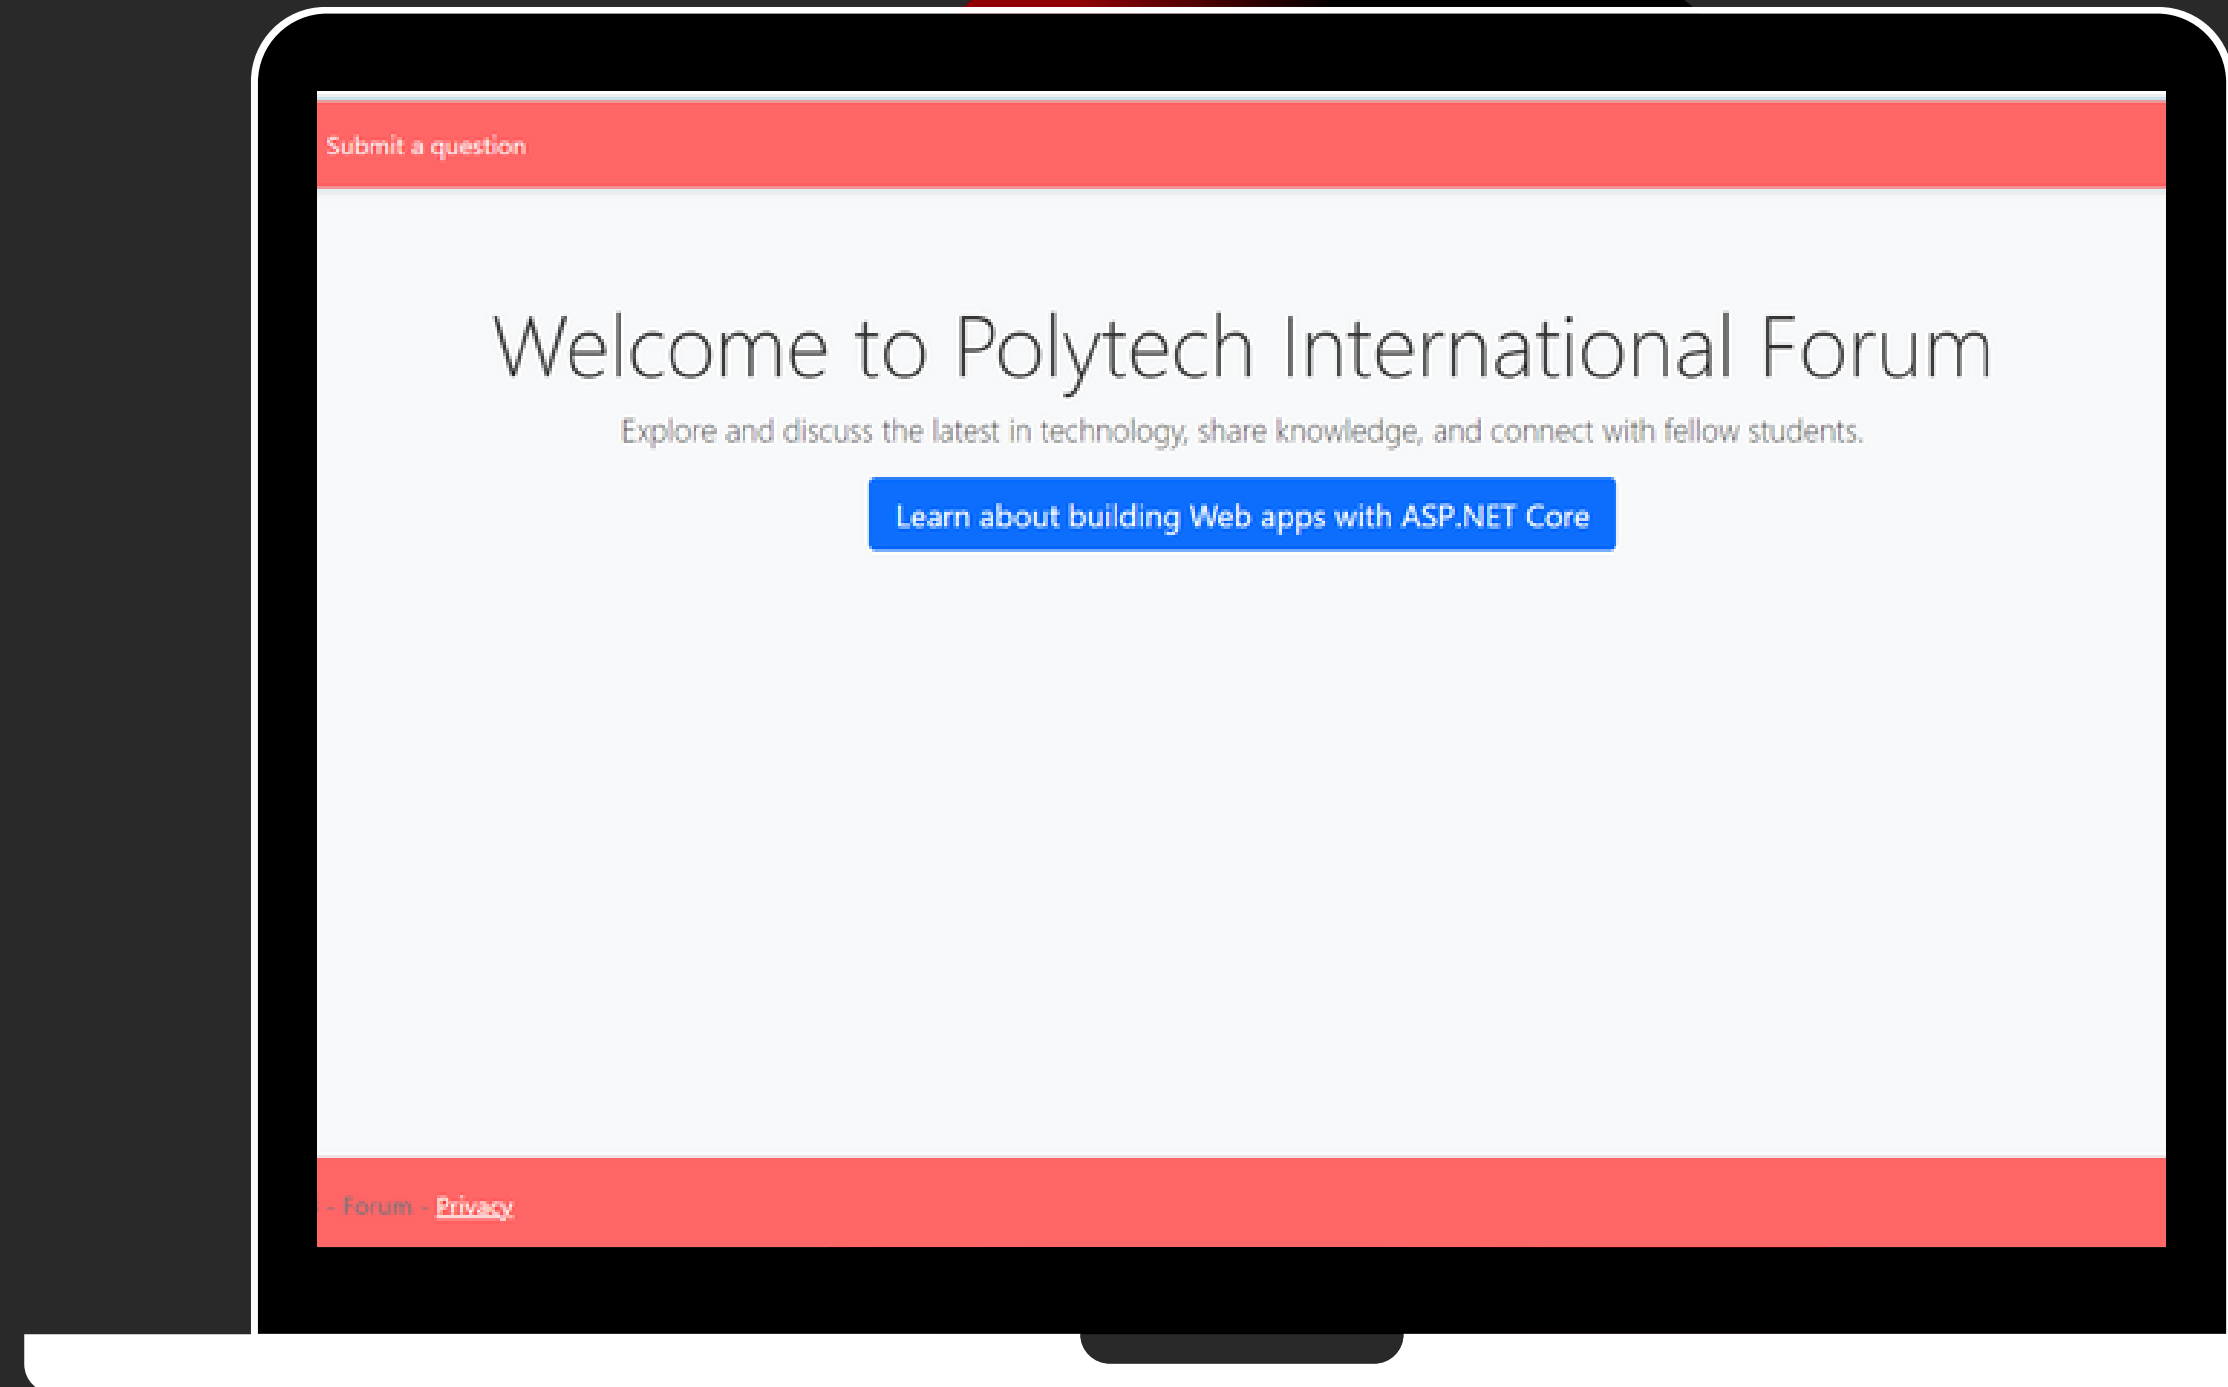 Submit a question
Welcome to Polytech International Forum
Explore and discuss the latest in technology, share knowledge, and connect with fellow students.
Learn about building Web apps with ASP.NET Core
- Forum - Privacy